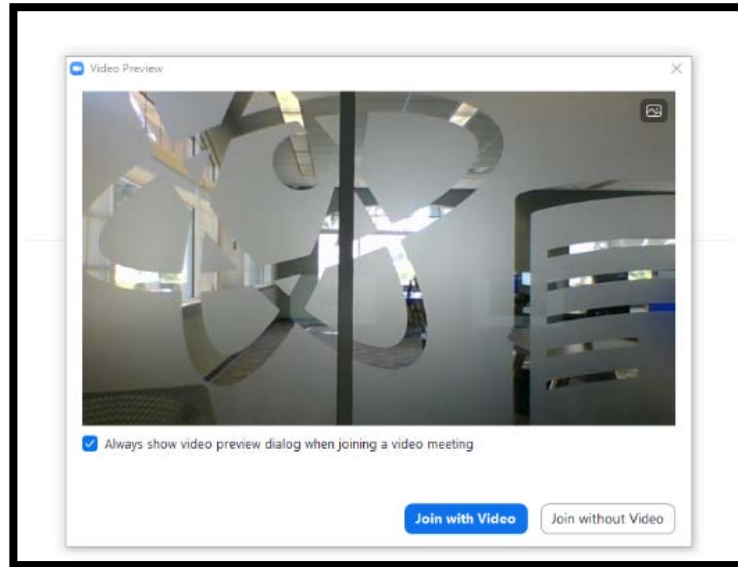 Video Preview
Always show video preview dialog when joining a video meeting
Join with Video
Join without Video